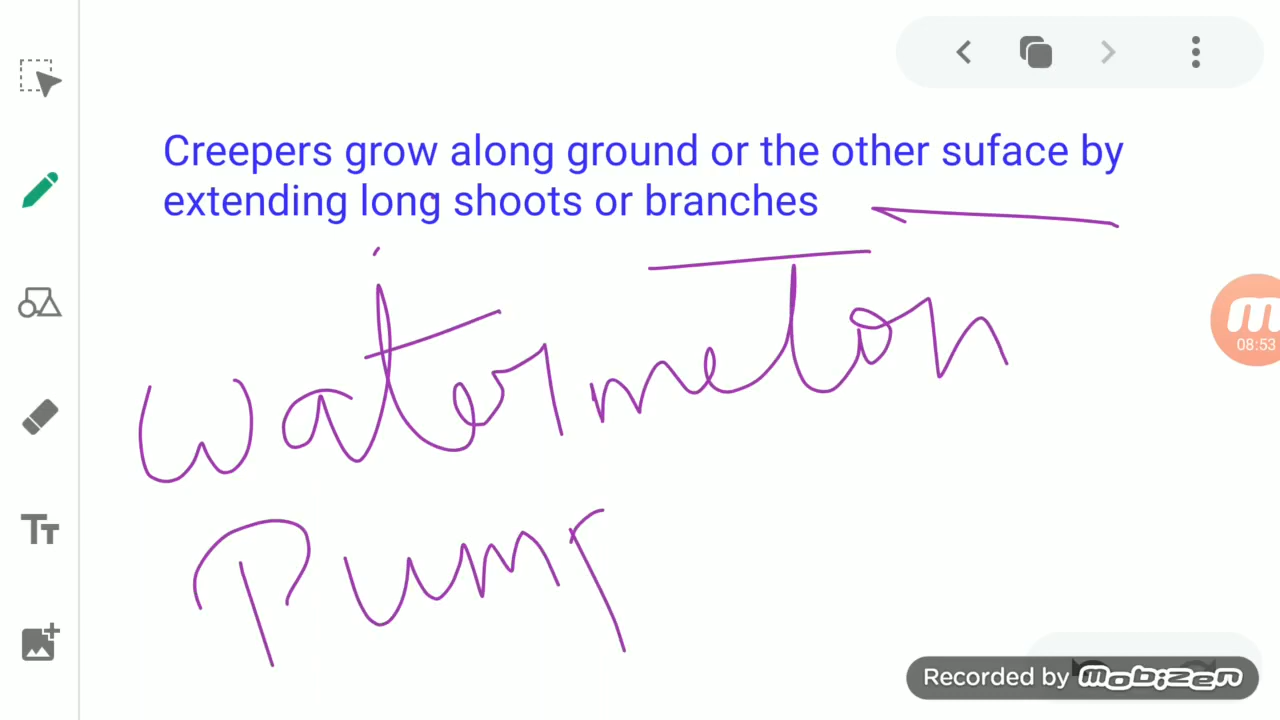 Creepers grow along ground or the other suface by
extending long shoots or branches
Watermelon
Pump
08:53
Recorded by Mobizen